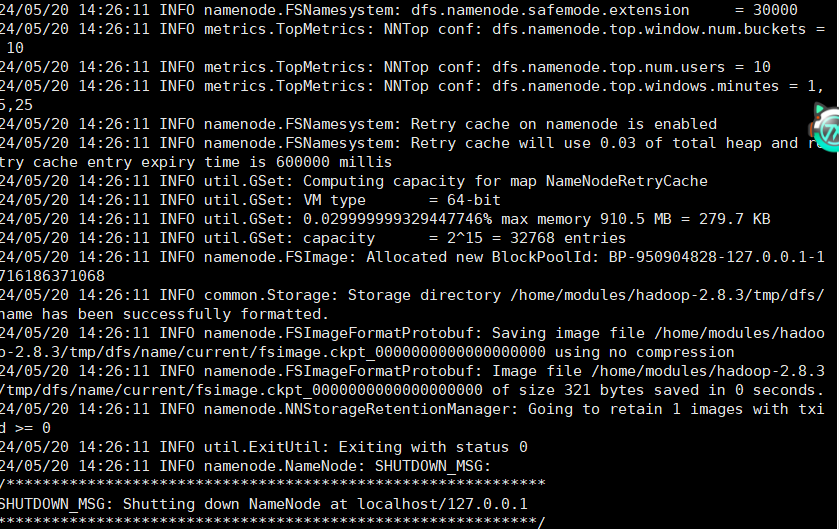 24/05/20 14:26:11 INFO namenode.FSNamesystem: dfs.namenode.safemode.extension     = 30000
24/05/20 14:26:11 INFO metrics.TopMetrics: NNTop conf: dfs.namenode.top.window.num.buckets =
 10
24/05/20 14:26:11 INFO metrics.TopMetrics: NNTop conf: dfs.namenode.top.num.users = 10
24/05/20 14:26:11 INFO metrics.TopMetrics: NNTop conf: dfs.namenode.top.windows.minutes = 1,
5,25
24/05/20 14:26:11 INFO namenode.FSNamesystem: Retry cache on namenode is enabled
24/05/20 14:26:11 INFO namenode.FSNamesystem: Retry cache will use 0.03 of total heap and re
try cache entry expiry time is 600000 millis
24/05/20 14:26:11 INFO util.GSet: Computing capacity for map NameNodeRetryCache
24/05/20 14:26:11 INFO util.GSet: VM type       = 64-bit
24/05/20 14:26:11 INFO util.GSet: 0.029999999329447746% max memory 910.5 MB = 279.7 KB
24/05/20 14:26:11 INFO util.GSet: capacity      = 2^15 = 32768 entries
24/05/20 14:26:11 INFO namenode.FSImage: Allocated new BlockPoolId: BP-950904828-127.0.0.1-1
716186371068
24/05/20 14:26:11 INFO common.Storage: Storage directory /home/modules/hadoop-2.8.3/tmp/dfs/
name has been successfully formatted.
24/05/20 14:26:11 INFO namenode.FSImageFormatProtobuf: Saving image file /home/modules/hadoo
p-2.8.3/tmp/dfs/name/current/fsimage.ckpt_0000000000000000000 using no compression
24/05/20 14:26:11 INFO namenode.FSImageFormatProtobuf: Image file /home/modules/hadoop-2.8.3
/tmp/dfs/name/current/fsimage.ckpt_0000000000000000000 of size 321 bytes saved in 0 seconds.
24/05/20 14:26:11 INFO namenode.NNStorageRetentionManager: Going to retain 1 images with txi
d >= 0
24/05/20 14:26:11 INFO util.ExitUtil: Exiting with status 0
24/05/20 14:26:11 INFO namenode.NameNode: SHUTDOWN_MSG:
/************************************************************
SHUTDOWN_MSG: Shutting down NameNode at localhost/127.0.0.1
************************************************************/